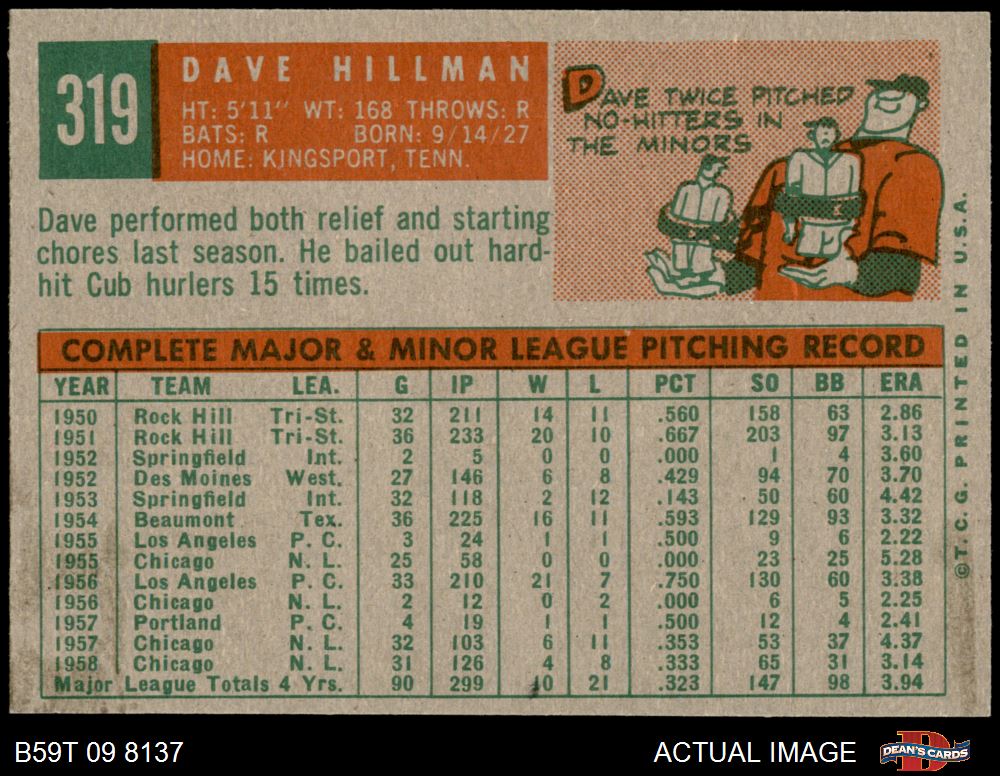 319
DAVE HILLMAN
HT: 5'11" WT: 168 THROWS: R
BATS: R BORN: 9/14/27
HOME: KINGSPORT, TENN.
DAVE TWICE PITCHED
NO-HITTERS IN
THE MINORS
Dave performed both relief and starting
chores last season. He bailed out hard-
hit Cub hurlers 15 times.
COMPLETE MAJOR & MINOR LEAGUE PITCHING RECORD
YEAR TEAM LEA. G IP W L PCT SO BB ERA
1950 Rock Hill Tri-St. 32 211 14 11 .560 158 63 2.86
1951 Rock Hill Tri-St. 36 233 20 10 .667 203 97 3.13
1952 Springfield Int. 2 5 0 0 .000 1 4 3.60
1952 Des Moines West. 27 146 6 8 .429 94 70 3.70
1953 Springfield Int. 32 118 2 12 .143 50 60 4.42
1954 Beaumont Tex. 36 225 16 11 .593 129 93 3.32
1955 Los Angeles P. C. 3 24 1 1 .500 9 6 2.22
1955 Chicago N. L. 25 58 0 0 .000 23 25 5.28
1956 Los Angeles P. C. 33 210 21 7 .750 130 60 3.38
1956 Chicago N. L. 2 12 0 2 .000 6 5 2.25
1957 Portland P. C. 4 19 1 1 .500 12 4 2.41
1957 Chicago N. L. 32 103 6 11 .353 53 37 4.37
1958 Chicago N. L. 31 126 4 8 .333 65 31 3.14
Major League Totals 4 Yrs. 90 299 10 21 .323 147 98 3.94
©T. C. G. PRINTED IN U.S.A.
B59T 09 8137
ACTUAL IMAGE
DEAN'S CARDS